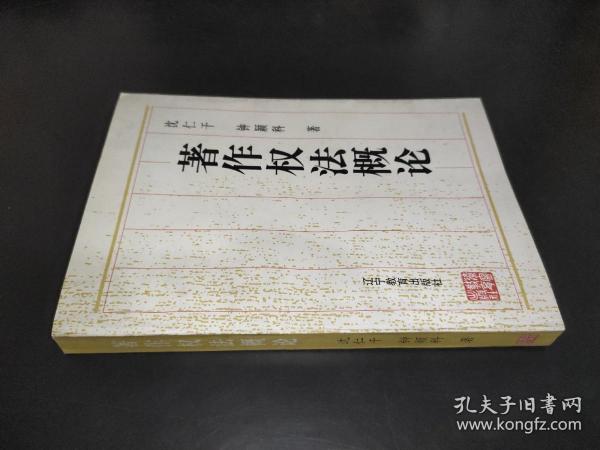 沈仁干 钟颖科 著
著作权法概论
辽宁教育出版社
著作权法概论 沈仁干 钟颖科 著
孔夫子旧书网
www.kongfz.com